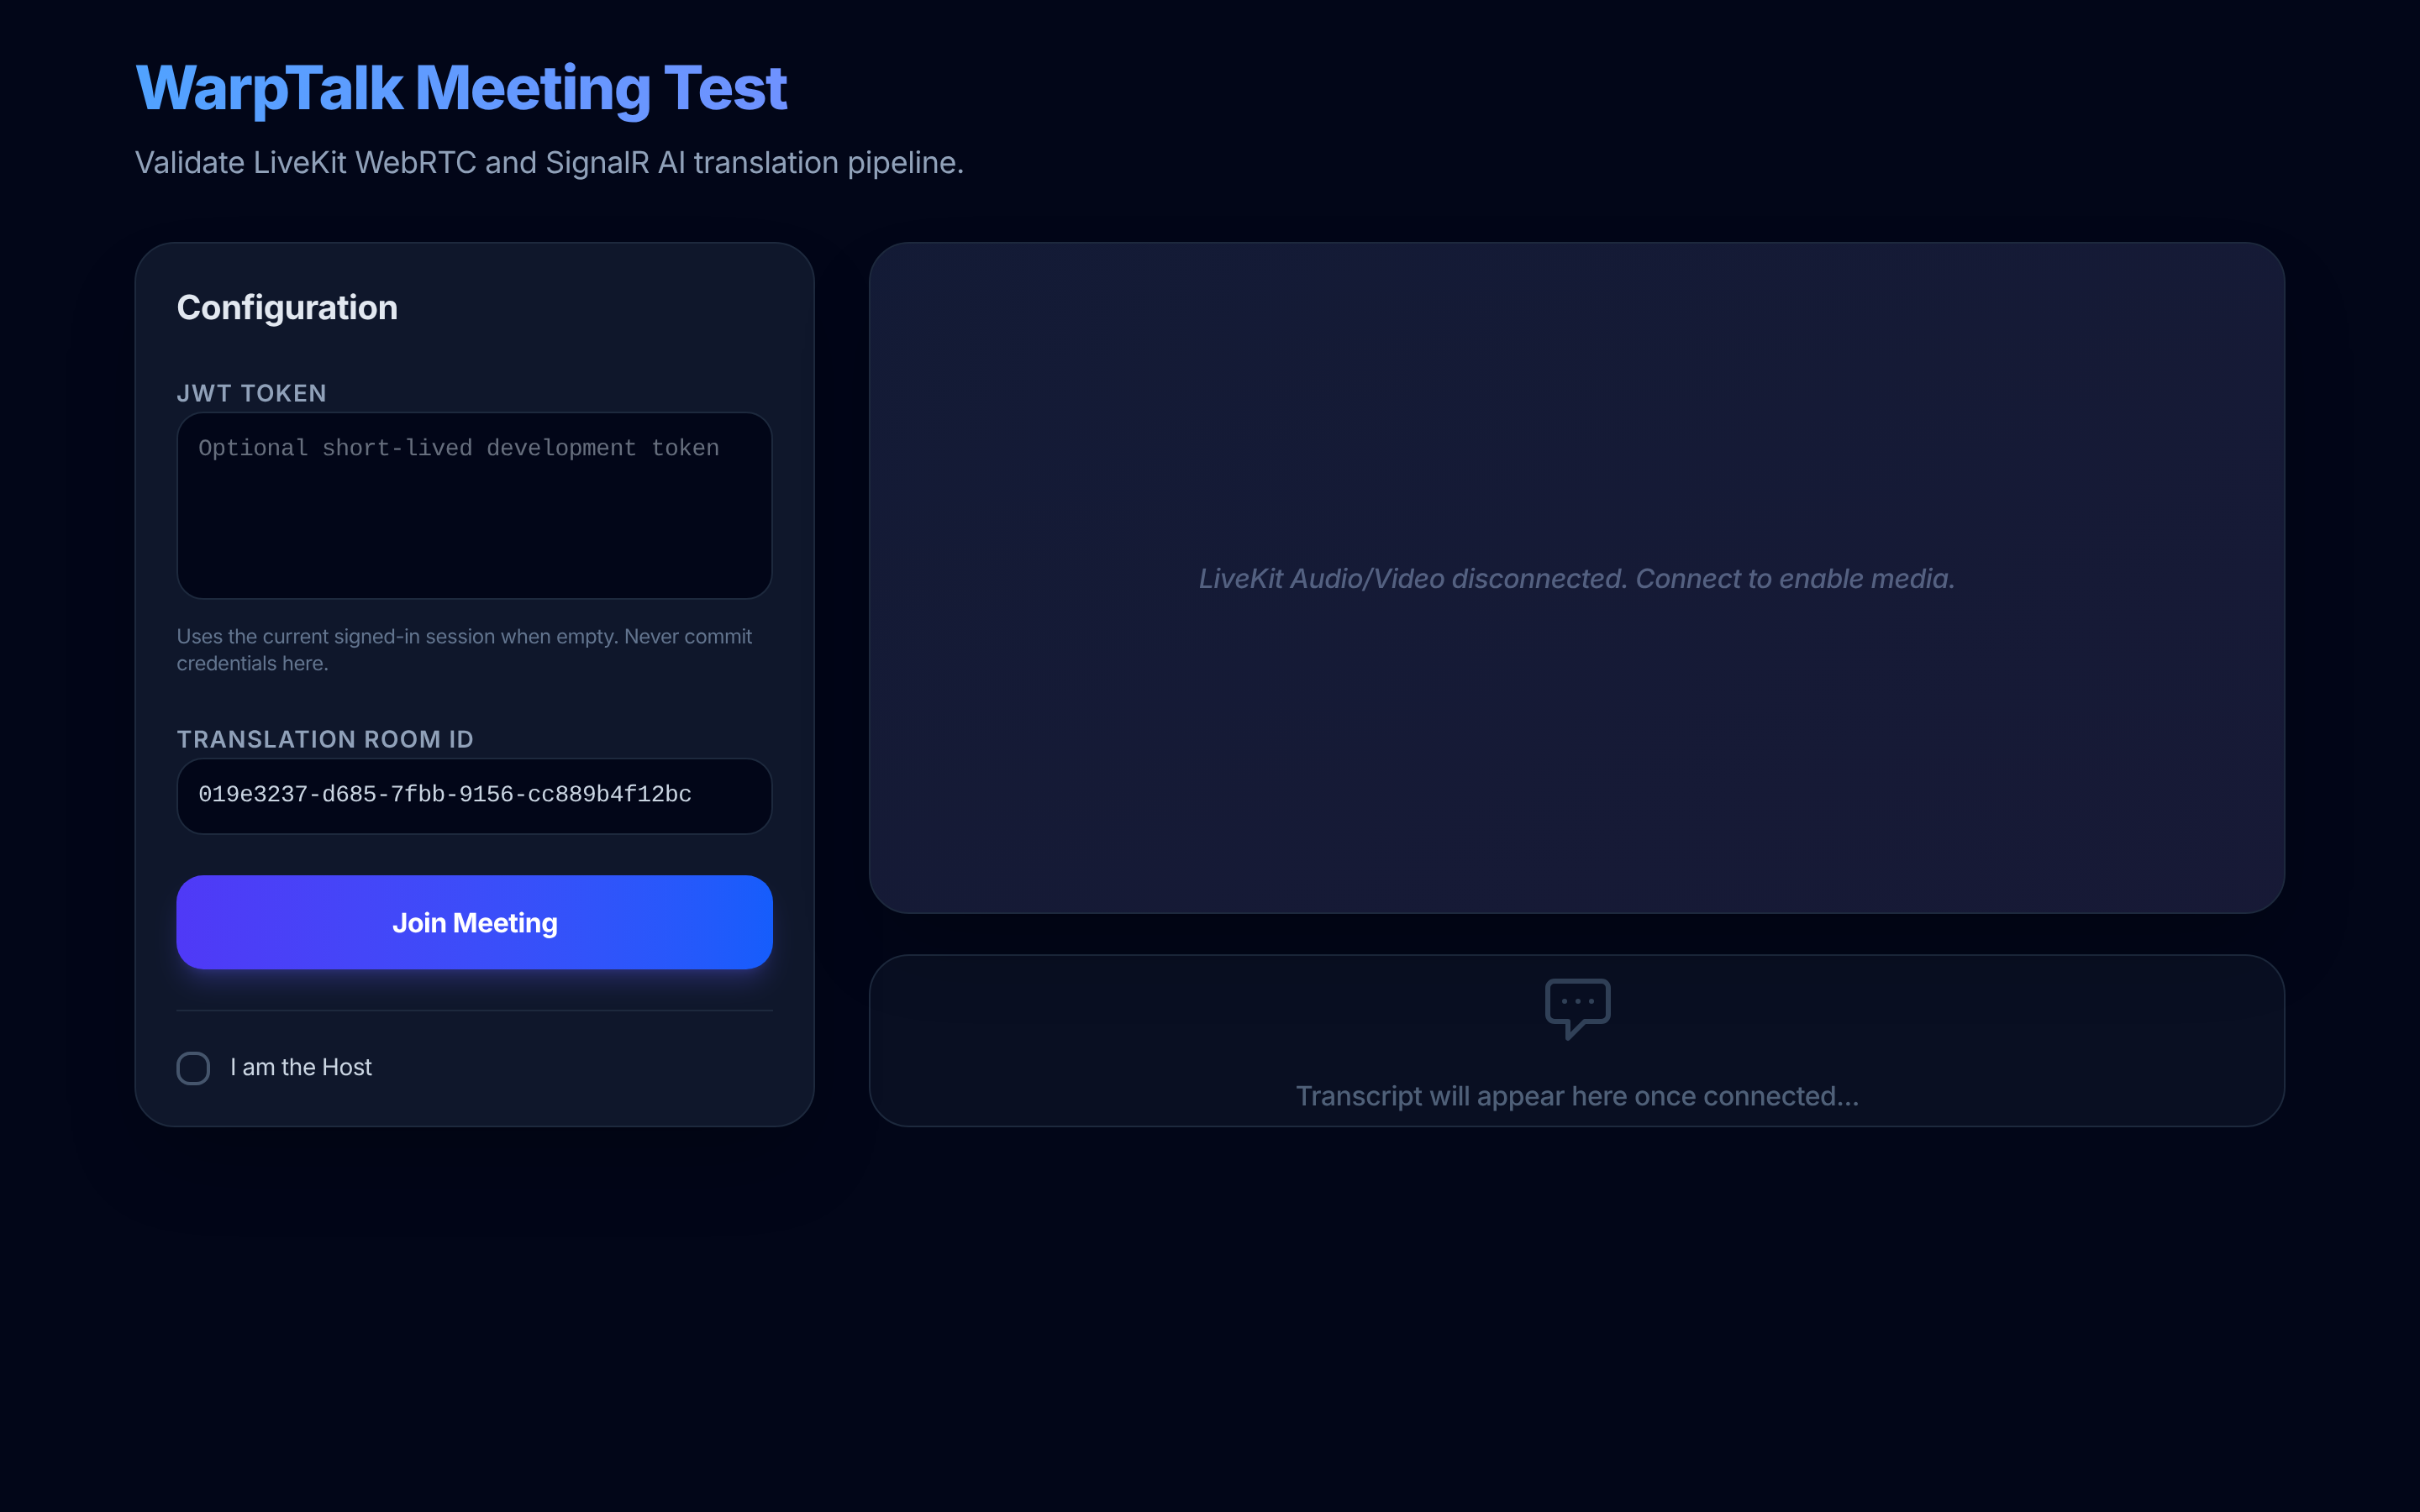 WarpTalk Meeting Test
Validate LiveKit WebRTC and SignalR AI translation pipeline.
Configuration
JWT TOKEN
Optional short-lived development token
Uses the current signed-in session when empty. Never commit
credentials here.
TRANSLATION ROOM ID
019e3237-d685-7fbb-9156-cc889b4f12bc
Join Meeting
I am the Host
LiveKit Audio/Video disconnected. Connect to enable media.
Transcript will appear here once connected...